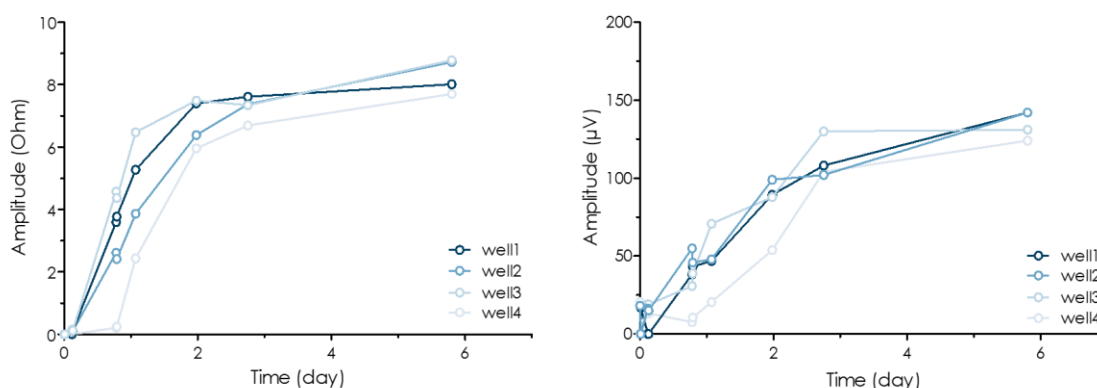 10
8
6
4
2
0
Amplitude (Ohm)
0 2 4 6
Time (day)
well1
well2
well3
well4
200
150
100
50
0
Amplitude (µV)
0 2 4 6
Time (day)
well1
well2
well3
well4